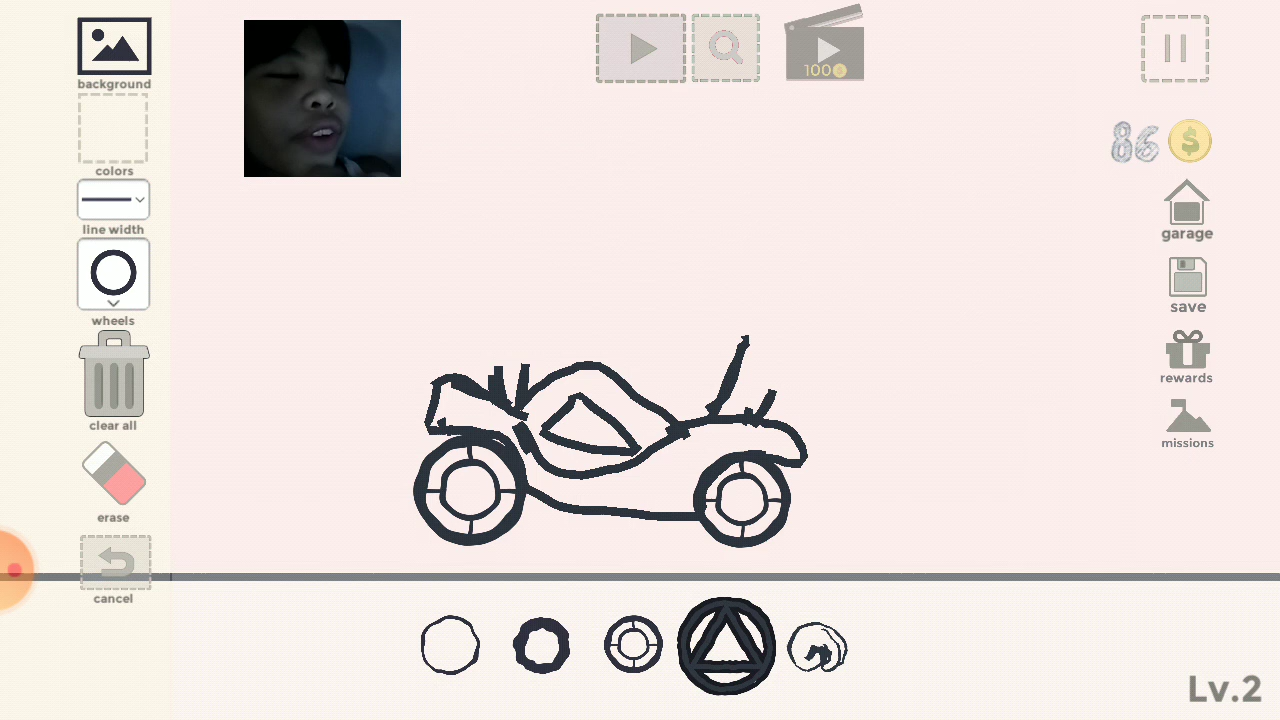 background
colors
line width
wheels
clear all
erase
cancel
100
86
garage
save
rewards
missions
Lv.2